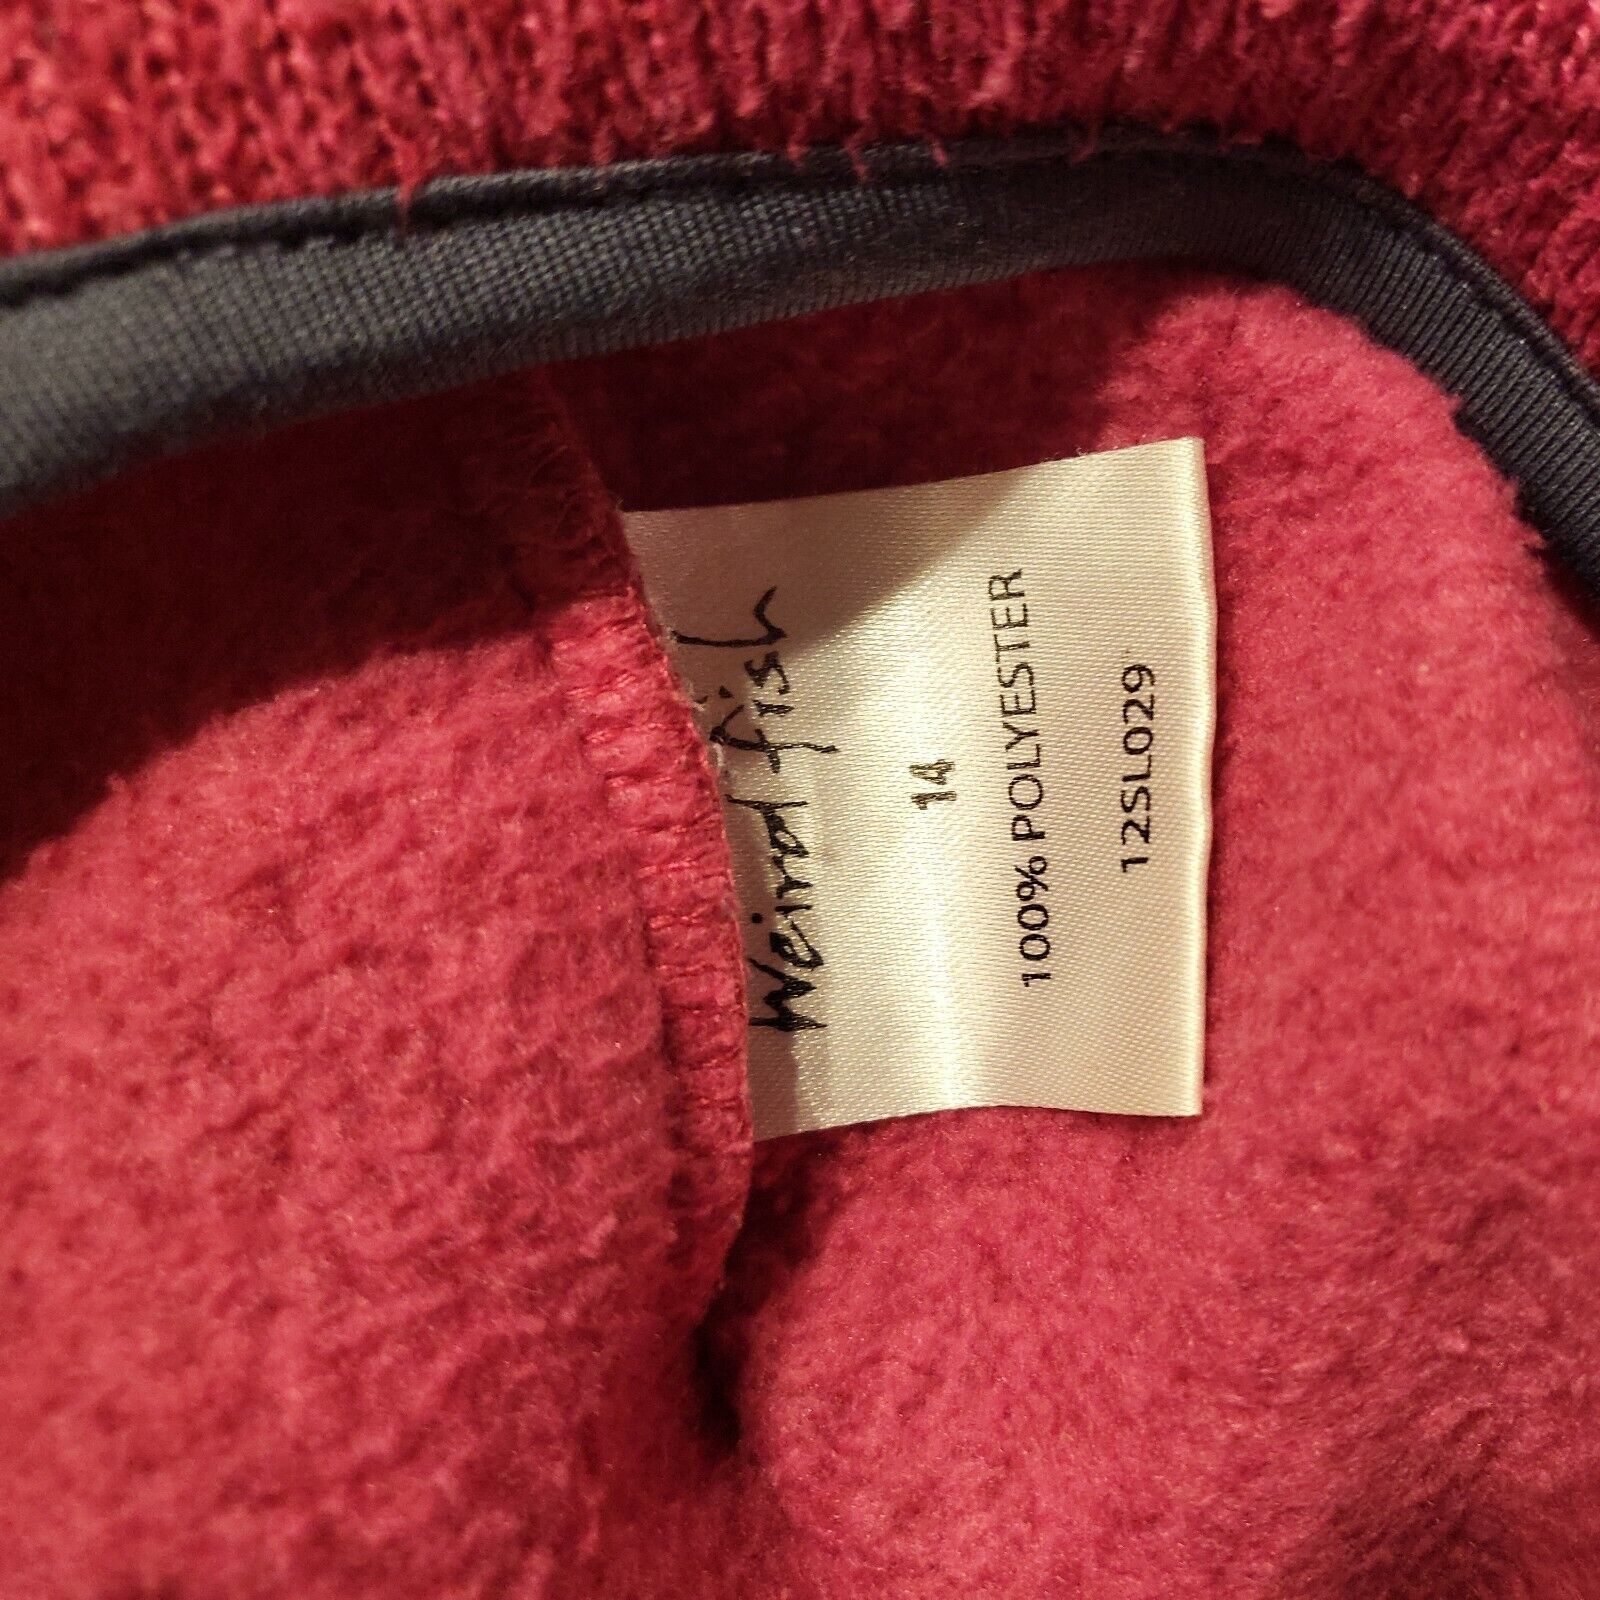 Weird fish
14
100% POLYESTER
12SL029